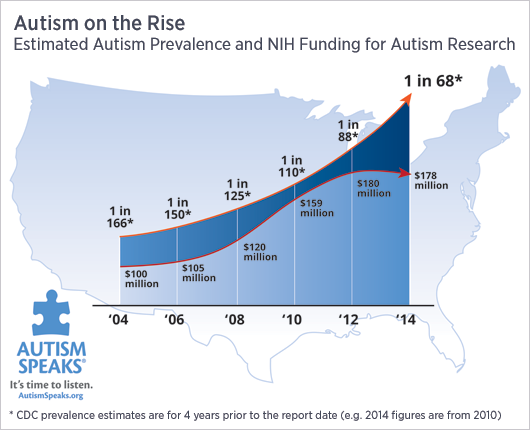 Autism on the Rise
Estimated Autism Prevalence and NIH Funding for Autism Research
1 in 68*
1 in
88*
1 in
110*
1 in
125*
1 in
150*
1 in
166*
$100
million
$105
million
$120
million
$159
million
$180
million
$178
million
'04 '06 '08 '10 '12 '14
AUTISM
SPEAKS®
It's time to listen.
AutismSpeaks.org
* CDC prevalence estimates are for 4 years prior to the report date (e.g. 2014 figures are from 2010)